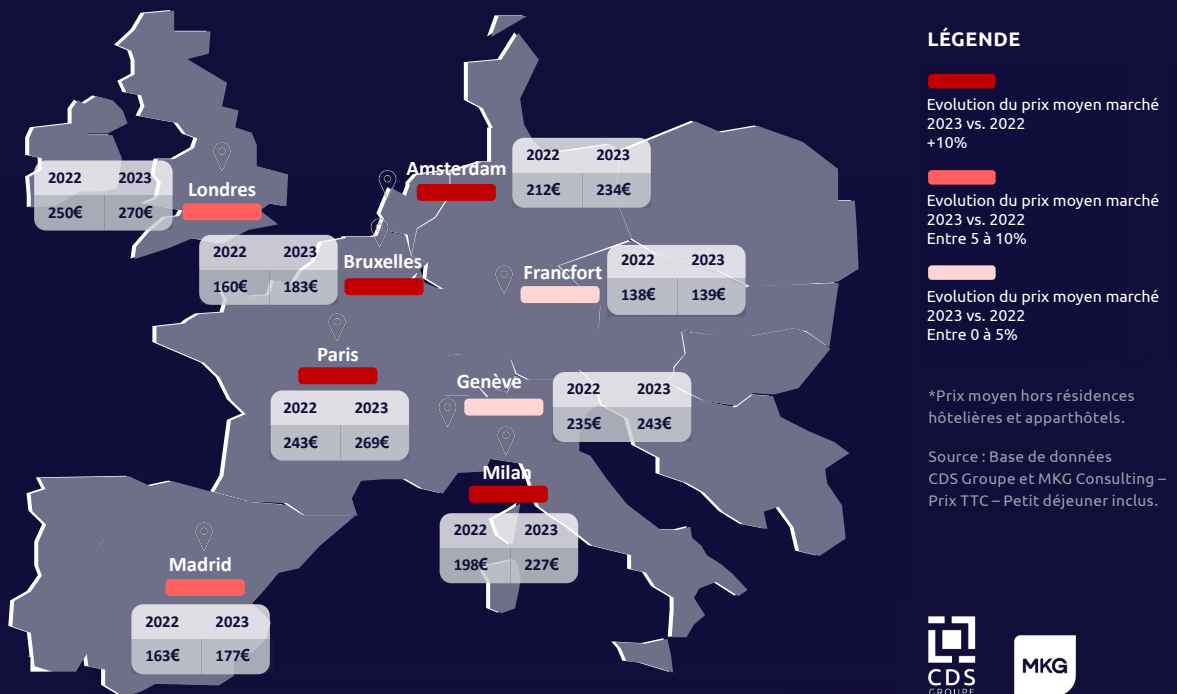 LÉGENDE
Evolution du prix moyen marché
2023 vs. 2022
+10%
Evolution du prix moyen marché
2023 vs. 2022
Entre 5 à 10%
Evolution du prix moyen marché
2023 vs. 2022
Entre 0 à 5%
*Prix moyen hors résidences
hôtelières et apparthôtels.
Source : Base de données
CDS Groupe et MKG Consulting –
Prix TTC – Petit déjeuner inclus.
Londres
2022 2023
250€ 270€
Amsterdam
2022 2023
212€ 234€
Bruxelles
2022 2023
160€ 183€
Francfort
2022 2023
138€ 139€
Paris
2022 2023
243€ 269€
Genève
2022 2023
235€ 243€
Milan
2022 2023
198€ 227€
Madrid
2022 2023
163€ 177€
CDS
GROUPE
MKG